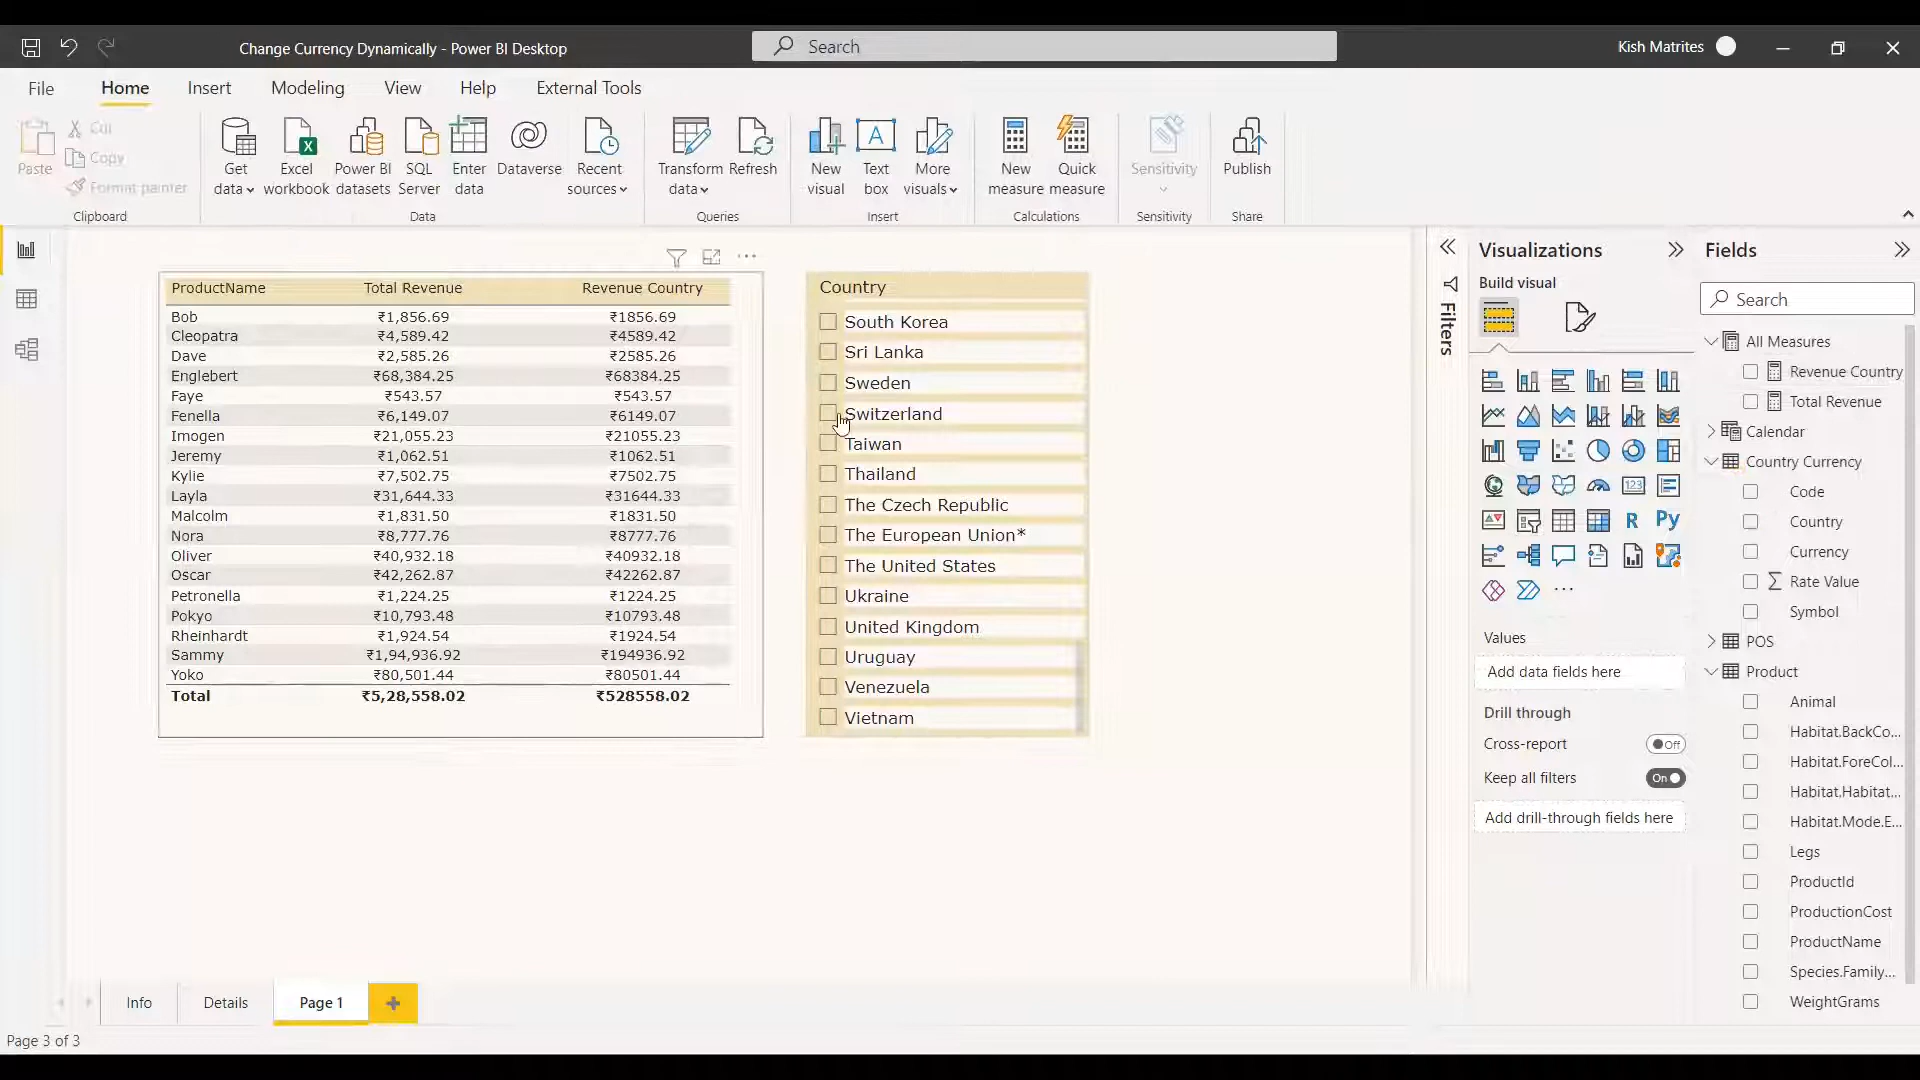 Change Currency Dynamically - Power BI Desktop
Search
Kish Matrites
File Home Insert Modeling View Help External Tools
Paste
Cut
Copy
Format painter
Clipboard
Get data
Excel workbook
Power BI datasets
SQL Server
Enter data
Dataverse
Recent sources
Data
Transform data
Refresh
Queries
New visual
A
Text box
More visuals
Insert
New measure
Quick measure
Calculations
Sensitivity
Sensitivity
Publish
Share
ProductName Total Revenue Revenue Country
Bob ₹1,856.69 ₹1856.69
Cleopatra ₹4,589.42 ₹4589.42
Dave ₹2,585.26 ₹2585.26
Englebert ₹68,384.25 ₹68384.25
Faye ₹543.57 ₹543.57
Fenella ₹6,149.07 ₹6149.07
Imogen ₹21,055.23 ₹21055.23
Jeremy ₹1,062.51 ₹1062.51
Kylie ₹7,502.75 ₹7502.75
Layla ₹31,644.33 ₹31644.33
Malcolm ₹1,831.50 ₹1831.50
Nora ₹8,777.76 ₹8777.76
Oliver ₹40,932.18 ₹40932.18
Oscar ₹42,262.87 ₹42262.87
Petronella ₹1,224.25 ₹1224.25
Pokyo ₹10,793.48 ₹10793.48
Rheinhardt ₹1,924.54 ₹1924.54
Sammy ₹1,94,936.92 ₹194936.92
Yoko ₹80,501.44 ₹80501.44
Total ₹5,28,558.02 ₹528558.02
Country
South Korea
Sri Lanka
Sweden
Switzerland
Taiwan
Thailand
The Czech Republic
The European Union*
The United States
Ukraine
United Kingdom
Uruguay
Venezuela
Vietnam
Filters
Visualizations
Build visual
123
R Py
Values
Add data fields here
Drill through
Cross-report Off
Keep all filters On
Add drill-through fields here
Fields
Search
All Measures
Revenue Country
Total Revenue
Calendar
Country Currency
Code
Country
Currency
Σ Rate Value
Symbol
POS
Product
Animal
Habitat.BackCo...
Habitat.ForeCol...
Habitat.Habitat...
Habitat.Mode.E...
Legs
ProductId
ProductionCost
ProductName
Species.Family...
WeightGrams
Info Details Page 1 +
Page 3 of 3